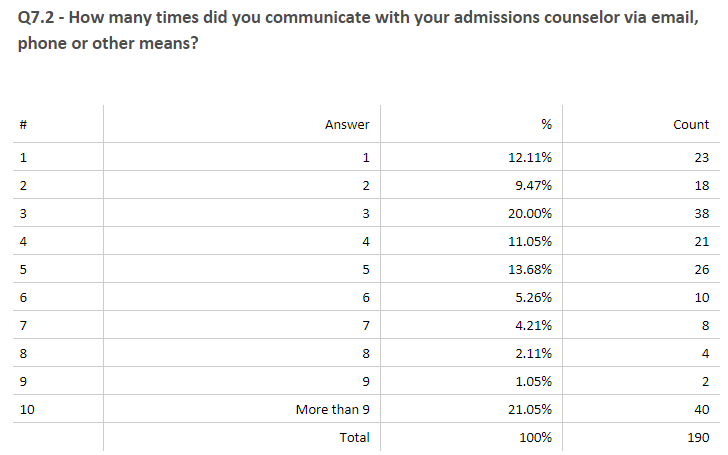 Q7.2 - How many times did you communicate with your admissions counselor via email,
phone or other means?
# Answer % Count
1 1 12.11% 23
2 2 9.47% 18
3 3 20.00% 38
4 4 11.05% 21
5 5 13.68% 26
6 6 5.26% 10
7 7 4.21% 8
8 8 2.11% 4
9 9 1.05% 2
10 More than 9 21.05% 40
Total 100% 190